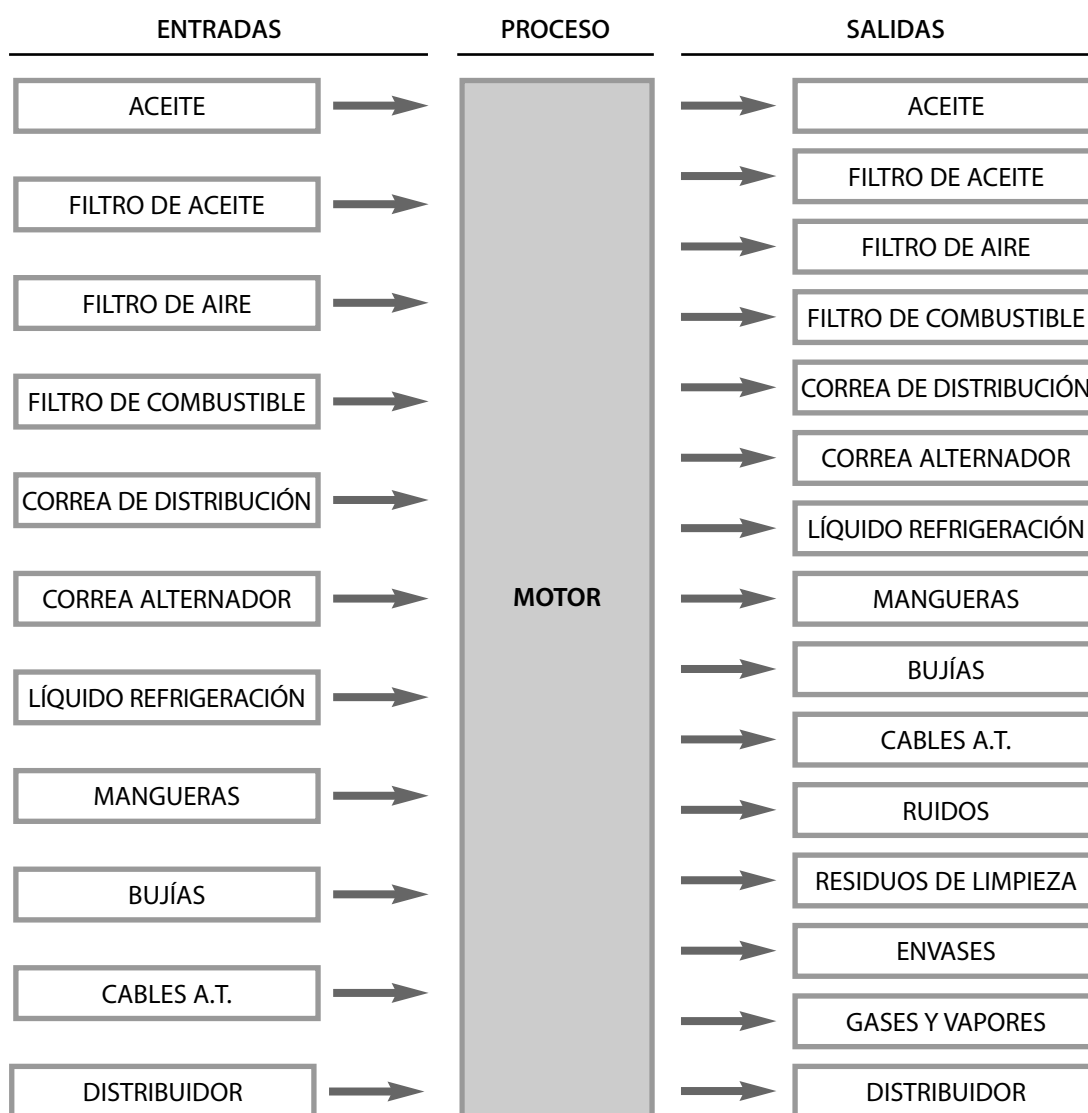 ENTRADAS
PROCESO
SALIDAS
ACEITE
FILTRO DE ACEITE
FILTRO DE AIRE
FILTRO DE COMBUSTIBLE
CORREA DE DISTRIBUCIÓN
CORREA ALTERNADOR
LÍQUIDO REFRIGERACIÓN
MANGUERAS
BUJÍAS
CABLES A.T.
DISTRIBUIDOR
MOTOR
ACEITE
FILTRO DE ACEITE
FILTRO DE AIRE
FILTRO DE COMBUSTIBLE
CORREA DE DISTRIBUCIÓN
CORREA ALTERNADOR
LÍQUIDO REFRIGERACIÓN
MANGUERAS
BUJÍAS
CABLES A.T.
RUIDOS
RESIDUOS DE LIMPIEZA
ENVASES
GASES Y VAPORES
DISTRIBUIDOR